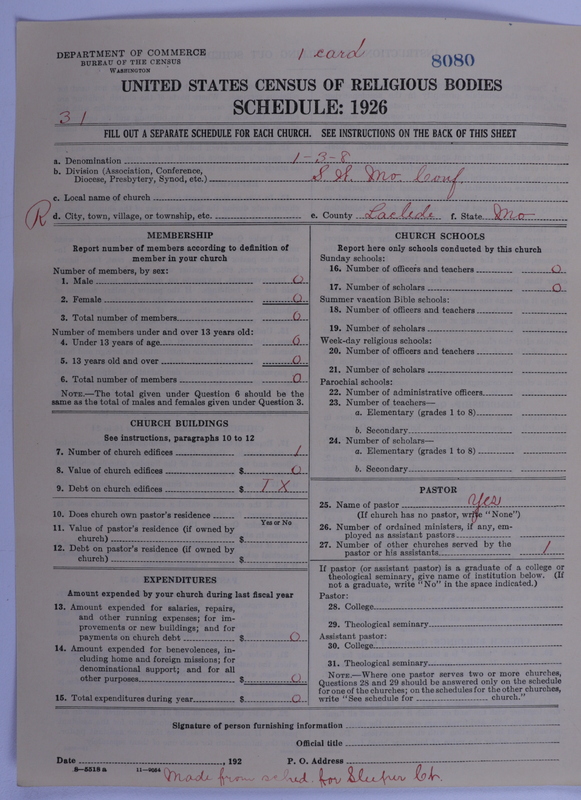 DEPARTMENT OF COMMERCE
BUREAU OF THE CENSUS
WASHINGTON
1 card
8080
UNITED STATES CENSUS OF RELIGIOUS BODIES
SCHEDULE: 1926
31
FILL OUT A SEPARATE SCHEDULE FOR EACH CHURCH. SEE INSTRUCTIONS ON THE BACK OF THIS SHEET
a. Denomination 1-3-8
b. Division (Association, Conference, Diocese, Presbytery, Synod, etc.) S. W. Mo. Conf.
c. Local name of church
R
d. City, town, village, or township, etc. e. County Laclede f. State Mo
MEMBERSHIP
Report number of members according to definition of
member in your church
Number of members, by sex:
1. Male 0
2. Female 0
3. Total number of members 0
Number of members under and over 13 years old:
4. Under 13 years of age 0
5. 13 years old and over 0
6. Total number of members 0
NOTE.—The total given under Question 6 should be the
same as the total of males and females given under Question 3.
CHURCH BUILDINGS
See instructions, paragraphs 10 to 12
7. Number of church edifices 1
8. Value of church edifices $ 0
9. Debt on church edifices $ TX
10. Does church own pastor's residence
Yes or No
11. Value of pastor's residence (if owned by
church) $
12. Debt on pastor's residence (if owned by
church) $
EXPENDITURES
Amount expended by your church during last fiscal year
13. Amount expended for salaries, repairs,
and other running expenses; for im-
provements or new buildings; and for
payments on church debt $ 0
14. Amount expended for benevolences, in-
cluding home and foreign missions; for
denominational support; and for all
other purposes $ 0
15. Total expenditures during year $ 0
CHURCH SCHOOLS
Report here only schools conducted by this church
Sunday schools:
16. Number of officers and teachers 0
17. Number of scholars 0
Summer vacation Bible schools:
18. Number of officers and teachers
19. Number of scholars
Week-day religious schools:
20. Number of officers and teachers
21. Number of scholars
Parochial schools:
22. Number of administrative officers
23. Number of teachers—
a. Elementary (grades 1 to 8)
b. Secondary
24. Number of scholars—
a. Elementary (grades 1 to 8)
b. Secondary
PASTOR
25. Name of pastor Yes
(If church has no pastor, write "None")
26. Number of ordained ministers, if any, em-
ployed as assistant pastors
27. Number of other churches served by the
pastor or his assistants 1
If pastor (or assistant pastor) is a graduate of a college or
theological seminary, give name of institution below. (If
not a graduate, write "No" in the space indicated.)
Pastor:
28. College
29. Theological seminary
Assistant pastor:
30. College
31. Theological seminary
NOTE.—Where one pastor serves two or more churches,
Questions 28 and 29 should be answered only on the schedule
for one of the churches; on the schedules for the other churches,
write "See schedule for church."
Signature of person furnishing information
Official title
Date , 192 P. O. Address
8—5518 a 11—9084
Made from sched. for Sleeper Ch.